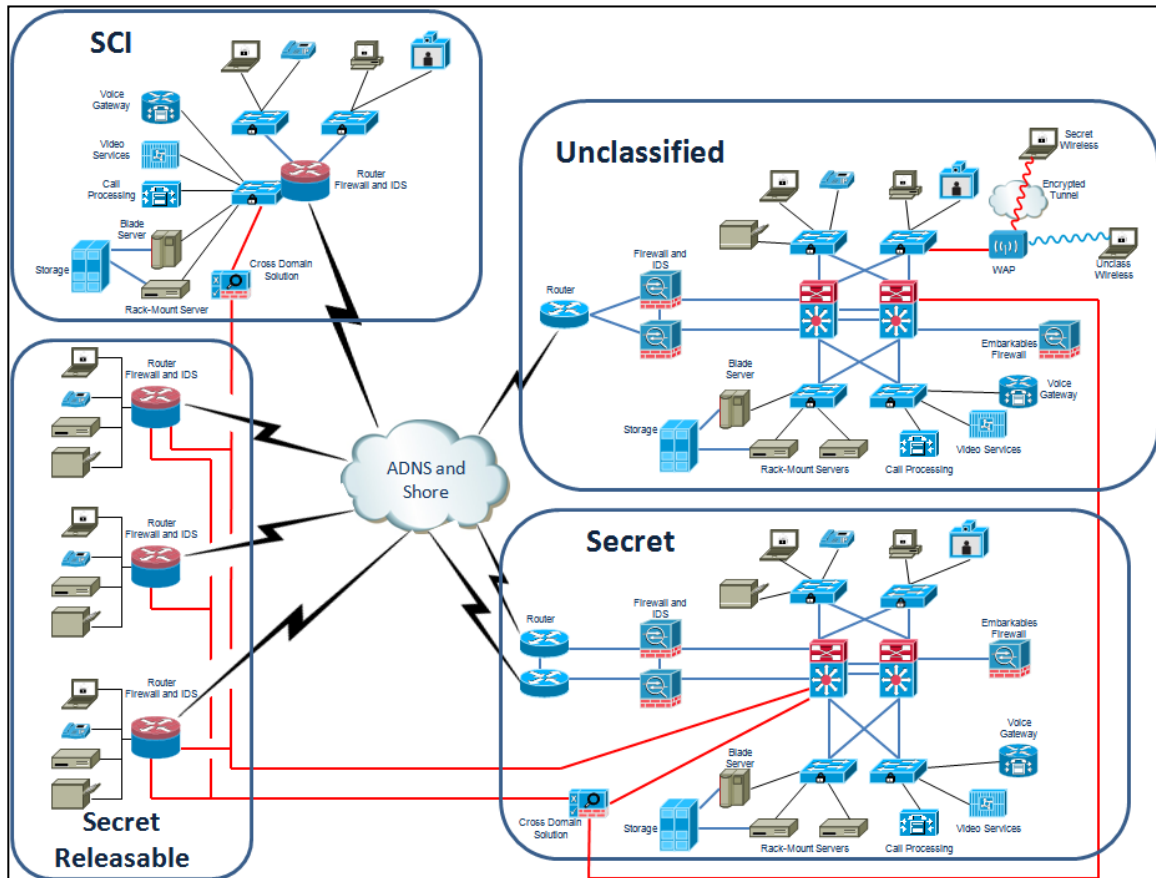 SCI
Voice
Gateway
Video
Services
Call
Processing
Blade
Server
Storage
Rack-Mount Server
Cross Domain
Solution
Router
Firewall and IDS
Unclassified
Secret
Wireless
Encrypted
Tunnel
WAP
Unclass
Wireless
Firewall and
IDS
Router
Embarkables
Firewall
Blade
Server
Storage
Rack-Mount Servers
Call Processing
Video Services
Voice
Gateway
Router
Firewall and IDS
Router
Firewall and IDS
Router
Firewall and IDS
Secret
Releasable
ADNS and
Shore
Secret
Firewall and
IDS
Router
Embarkables
Firewall
Voice
Gateway
Blade
Server
Cross Domain
Solution
Storage
Rack-Mount Servers
Call Processing
Video Services